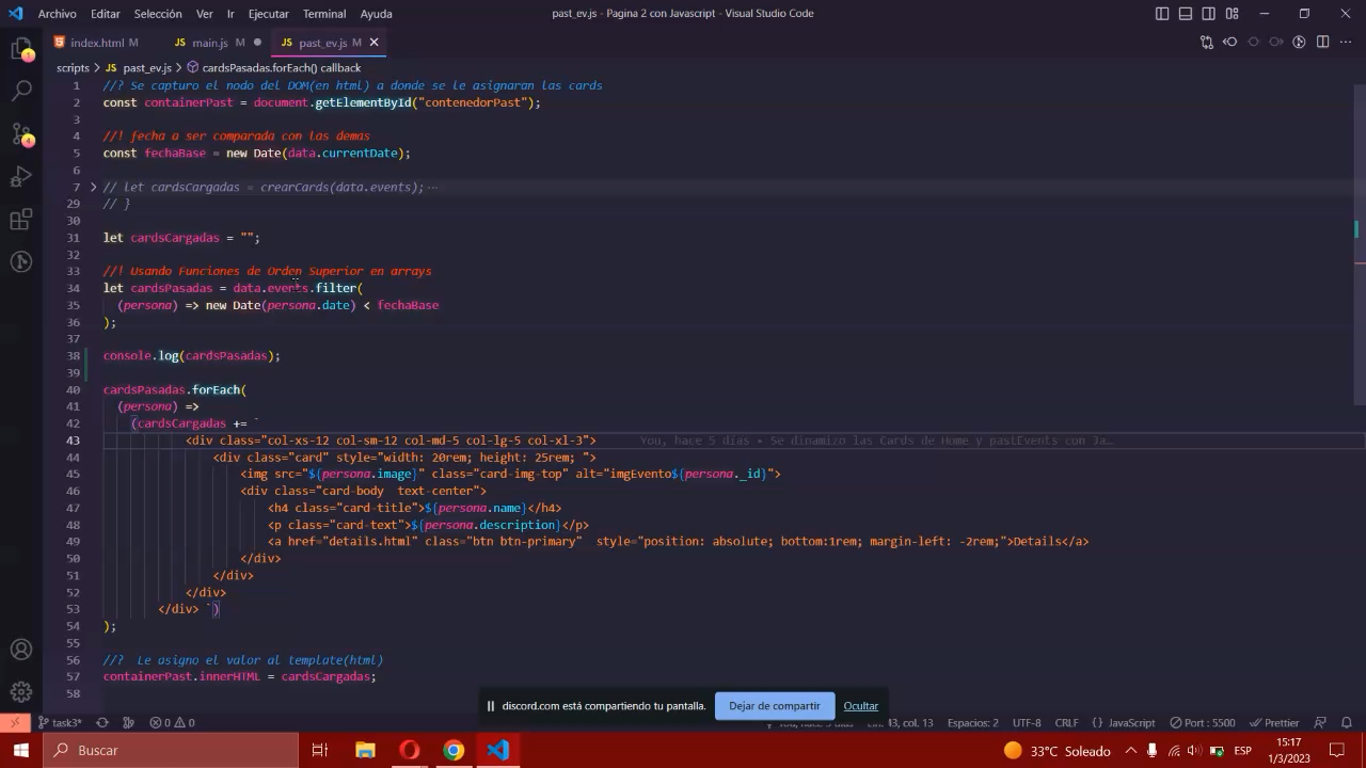 Archivo Editar Selección Ver Ir Ejecutar Terminal Ayuda past_ev.js - Pagina 2 con Javascript - Visual Studio Code
index.html M JS main.js M JS past_ev.js M
scripts > JS past_ev.js > cardsPasadas.forEach() callback
1 //? Se capturo el nodo del DOM(en html) a donde se le asignaran las cards
2 const containerPast = document.getElementById("contenedorPast");
3
4 //! fecha a ser comparada con las demas
5 const fechaBase = new Date(data.currentDate);
6
7 // let cardsCargadas = crearCards(data.events); ...
29 // }
30
31 let cardsCargadas = "";
32
33 //! Usando Funciones de Orden Superior en arrays
34 let cardsPasadas = data.events.filter(
35 (persona) => new Date(persona.date) < fechaBase
36 );
37
38 console.log(cardsPasadas);
39
40 cardsPasadas.forEach(
41 (persona) =>
42 (cardsCargadas += `
43 <div class="col-xs-12 col-sm-12 col-md-5 col-lg-5 col-xl-3"> You, hace 5 días • Se dinamizo las Cards de Home y pastEvents con Ja...
44 <div class="card" style="width: 20rem; height: 25rem; ">
45 <img src="${persona.image}" class="card-img-top" alt="imgEvento${persona._id}">
46 <div class="card-body text-center">
47 <h4 class="card-title">${persona.name}</h4>
48 <p class="card-text">${persona.description}</p>
49 <a href="details.html" class="btn btn-primary" style="position: absolute; bottom:1rem; margin-left: -2rem;">Details</a>
50 </div>
51 </div>
52 </div>
53 </div> `)
54 );
55
56 //? Le asigno el valor al template(html)
57 containerPast.innerHTML = cardsCargadas;
58
discord.com está compartiendo tu pantalla. Dejar de compartir Ocultar
task3* 0 0 You, hace 5 días Lín. 43, col. 13 Espacios: 2 UTF-8 CRLF {} JavaScript Port : 5500 Prettier
Buscar 33°C Soleado ESP 15:17
1/3/2023